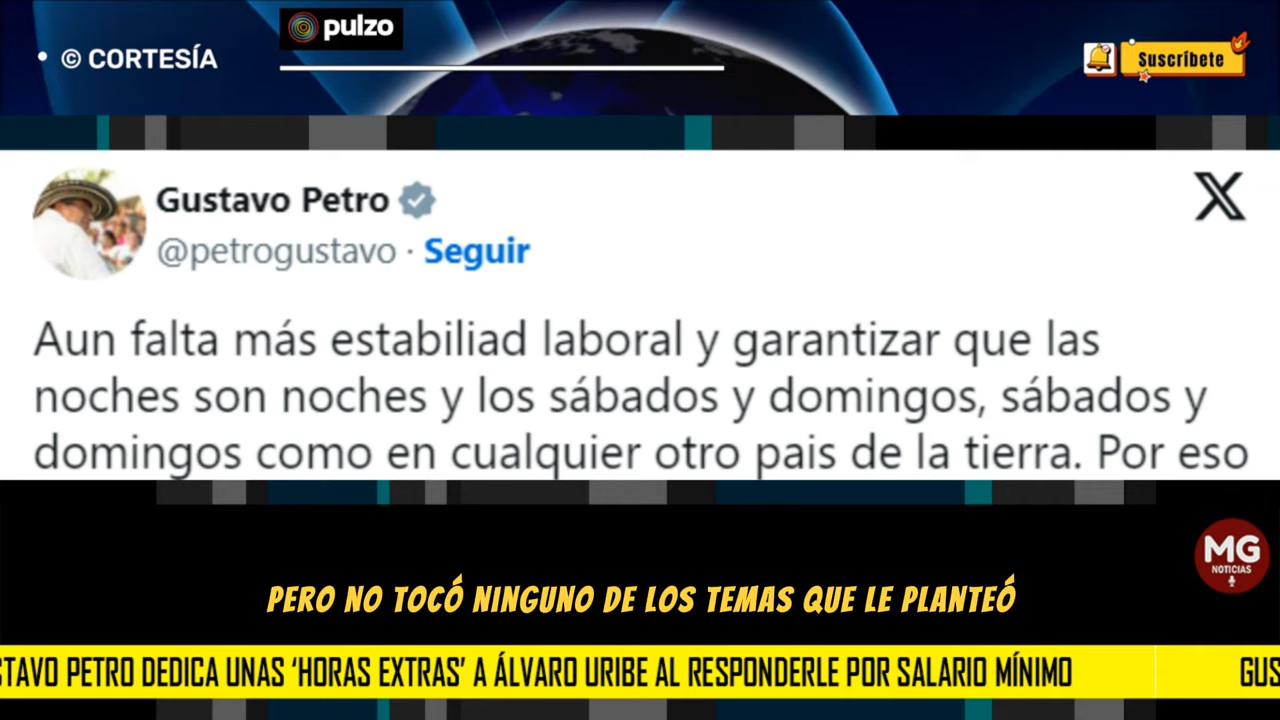 • © CORTESÍA
pulzo
Suscríbete
Gustavo Petro
@petrogustavo · Seguir
X
Aun falta más estabiliad laboral y garantizar que las
noches son noches y los sábados y domingos, sábados y
domingos como en cualquier otro pais de la tierra. Por eso
MG
NOTICIAS
PERO NO TOCÓ NINGUNO DE LOS TEMAS QUE LE PLANTEÓ
STAVO PETRO DEDICA UNAS ‘HORAS EXTRAS’ A ÁLVARO URIBE AL RESPONDERLE POR SALARIO MÍNIMO GUS